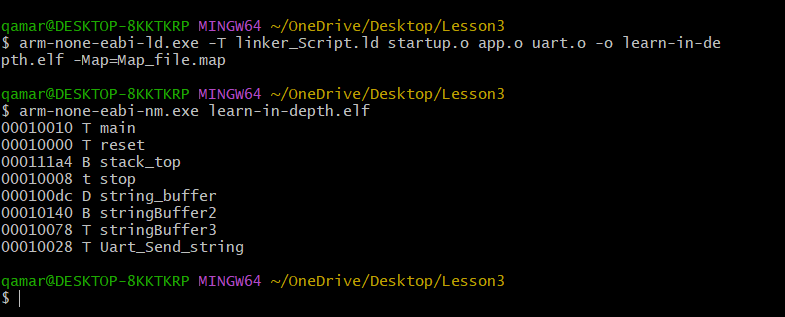 qamar@DESKTOP-8KKTKRP MINGW64 ~/OneDrive/Desktop/Lesson3
$ arm-none-eabi-ld.exe -T linker_Script.ld startup.o app.o uart.o -o learn-in-de
pth.elf -Map=Map_file.map
qamar@DESKTOP-8KKTKRP MINGW64 ~/OneDrive/Desktop/Lesson3
$ arm-none-eabi-nm.exe learn-in-depth.elf
00010010 T main
00010000 T reset
000111a4 B stack_top
00010008 t stop
000100dc D string_buffer
00010140 B stringBuffer2
00010078 T stringBuffer3
00010028 T Uart_Send_string
qamar@DESKTOP-8KKTKRP MINGW64 ~/OneDrive/Desktop/Lesson3
$